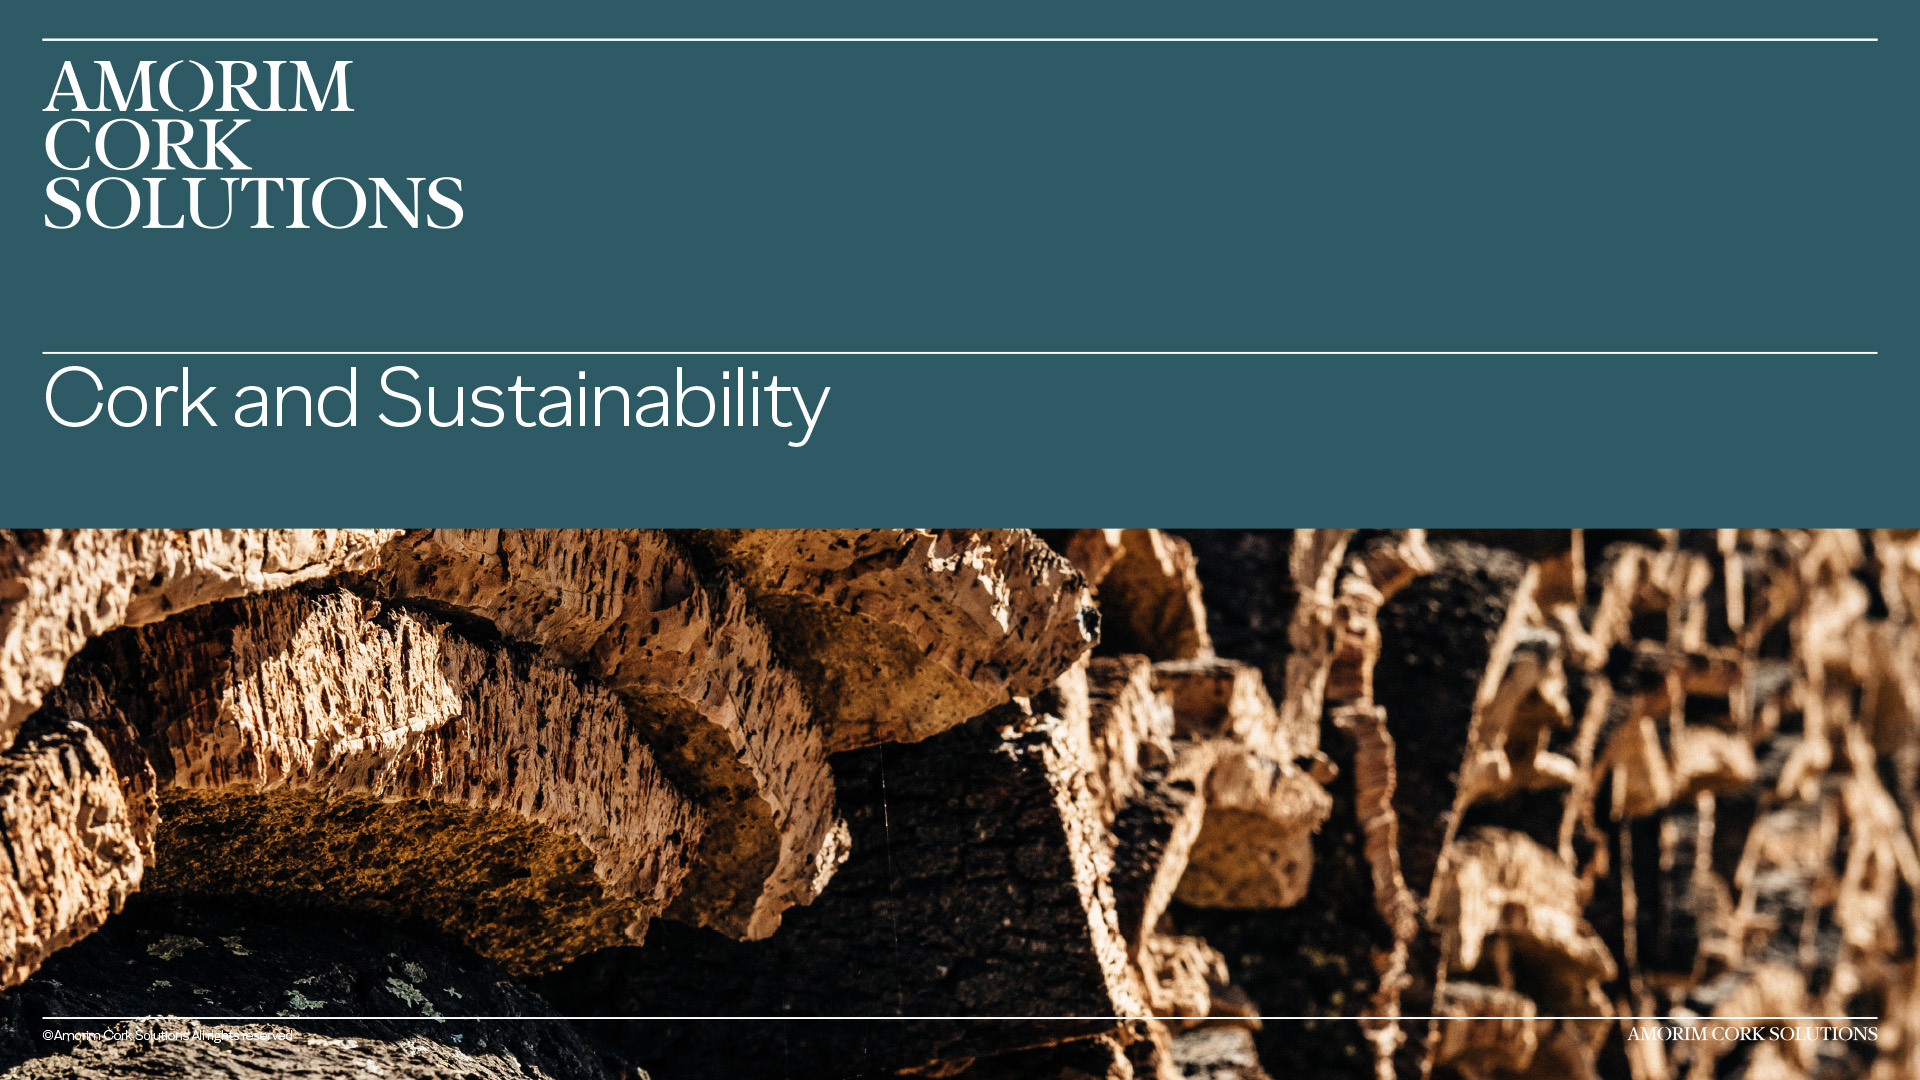 AMORIM
CORK
SOLUTIONS
Cork and Sustainability
©Amorim Cork Solutions All rights reserved
AMORIM CORK SOLUTIONS